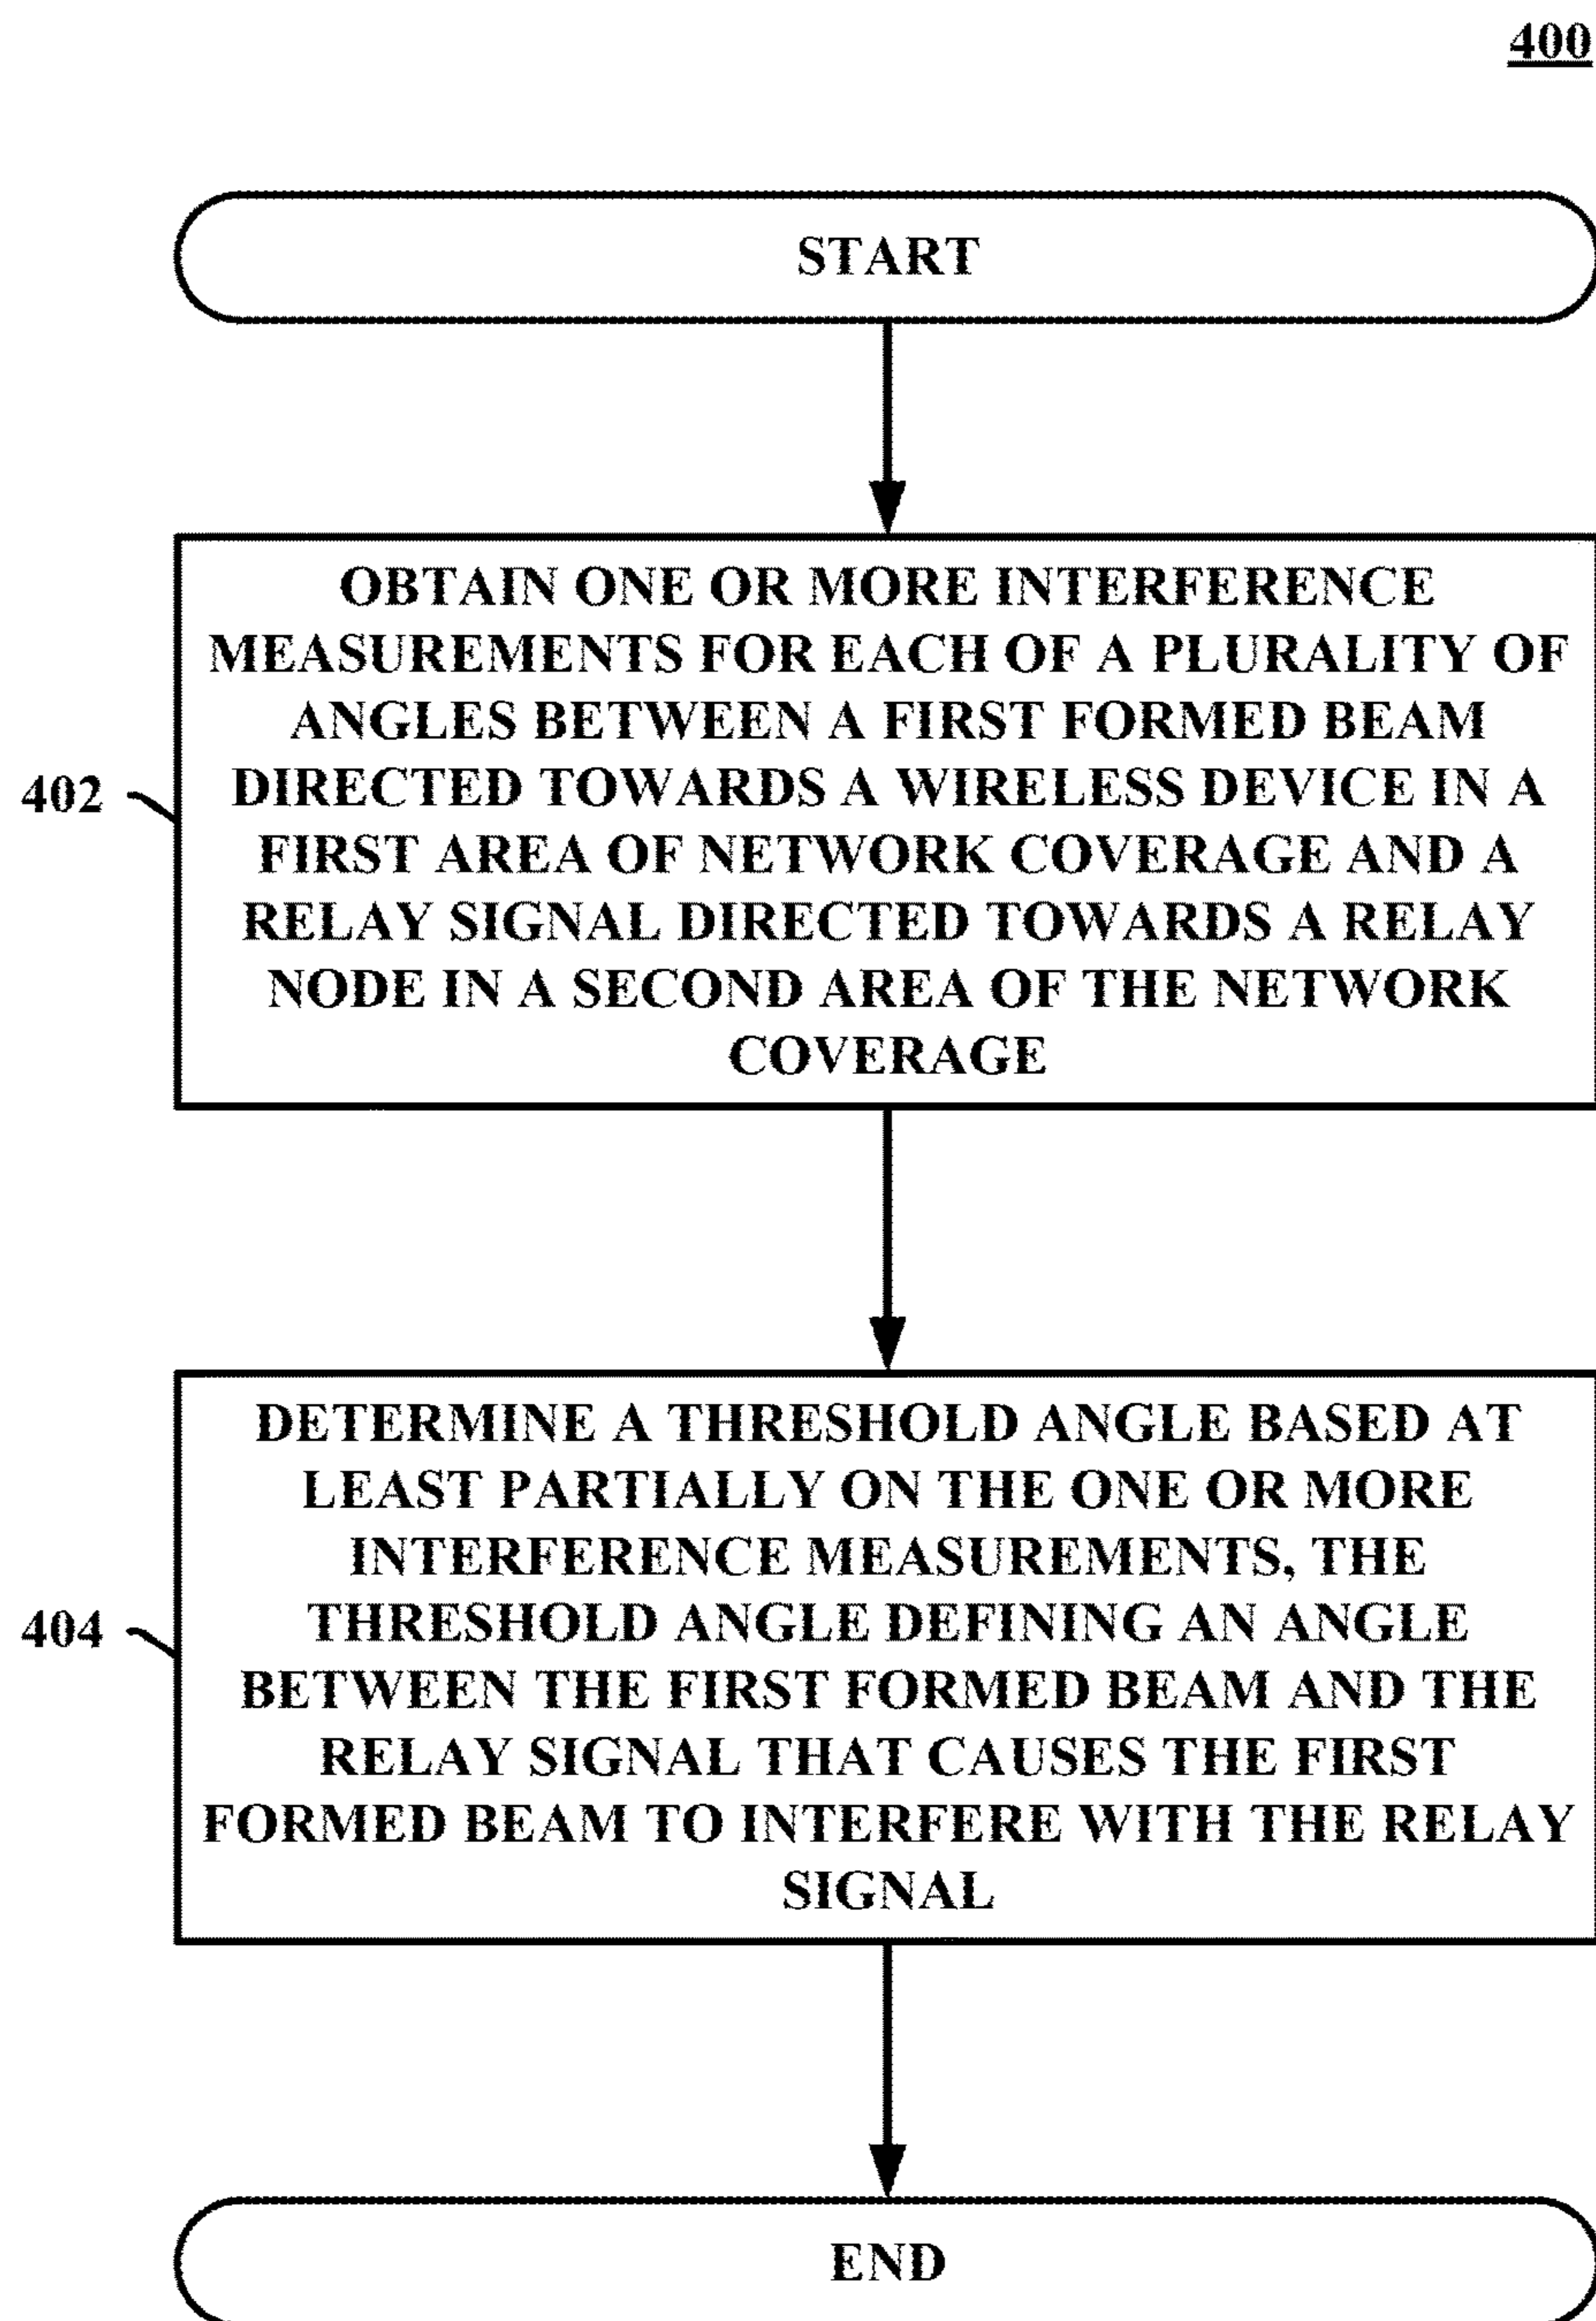 400
START
OBTAIN ONE OR MORE INTERFERENCE
MEASUREMENTS FOR EACH OF A PLURALITY OF
ANGLES BETWEEN A FIRST FORMED BEAM
DIRECTED TOWARDS A WIRELESS DEVICE IN A
FIRST AREA OF NETWORK COVERAGE AND A
RELAY SIGNAL DIRECTED TOWARDS A RELAY
NODE IN A SECOND AREA OF THE NETWORK
COVERAGE
402
DETERMINE A THRESHOLD ANGLE BASED AT
LEAST PARTIALLY ON THE ONE OR MORE
INTERFERENCE MEASUREMENTS, THE
THRESHOLD ANGLE DEFINING AN ANGLE
BETWEEN THE FIRST FORMED BEAM AND THE
RELAY SIGNAL THAT CAUSES THE FIRST
FORMED BEAM TO INTERFERE WITH THE RELAY
SIGNAL
404
END